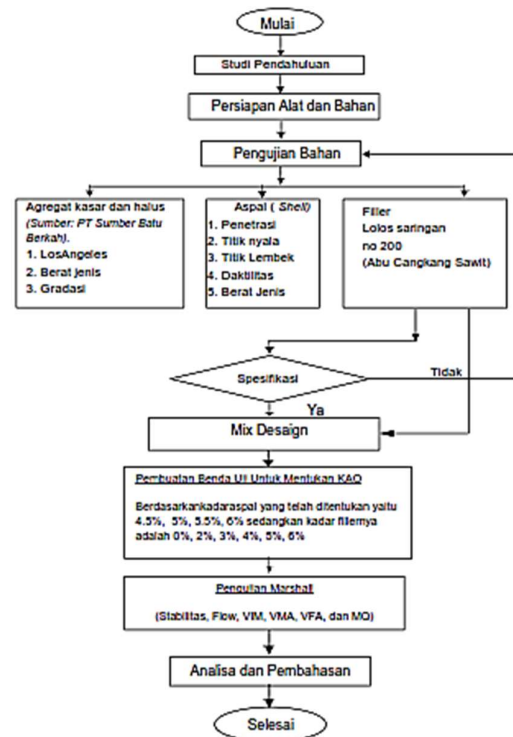 Mulai
Studi Pendahuluan
Persiapan Alat dan Bahan
Pengujian Bahan
Agregat kasar dan halus
(Sumber: PT Sumber Batu
Berkah).
1. LosAngeles
2. Berat jenis
3. Gradasi
Aspal ( Shell)
1. Penetrasi
2. Titik nyala
3. Titik Lembek
4. Daktilitas
5. Berat Jenis
Filler
Lolos saringan
no 200
(Abu Cangkang Sawit)
Spesifikasi
Tidak
Ya
Mix Desaign
Pembuatan Benda Uji Untuk Mentukan KAO
Berdasarkankadaraspal yang telah ditentukan yaitu
4.5%, 5%, 5.5%, 6% sedangkan kadar fillernya
adalah 0%, 2%, 3%, 4%, 5%, 6%
Pengujian Marshall
(Stabilitas, Flow, VIM, VMA, VFA, dan MQ)
Analisa dan Pembahasan
Selesai